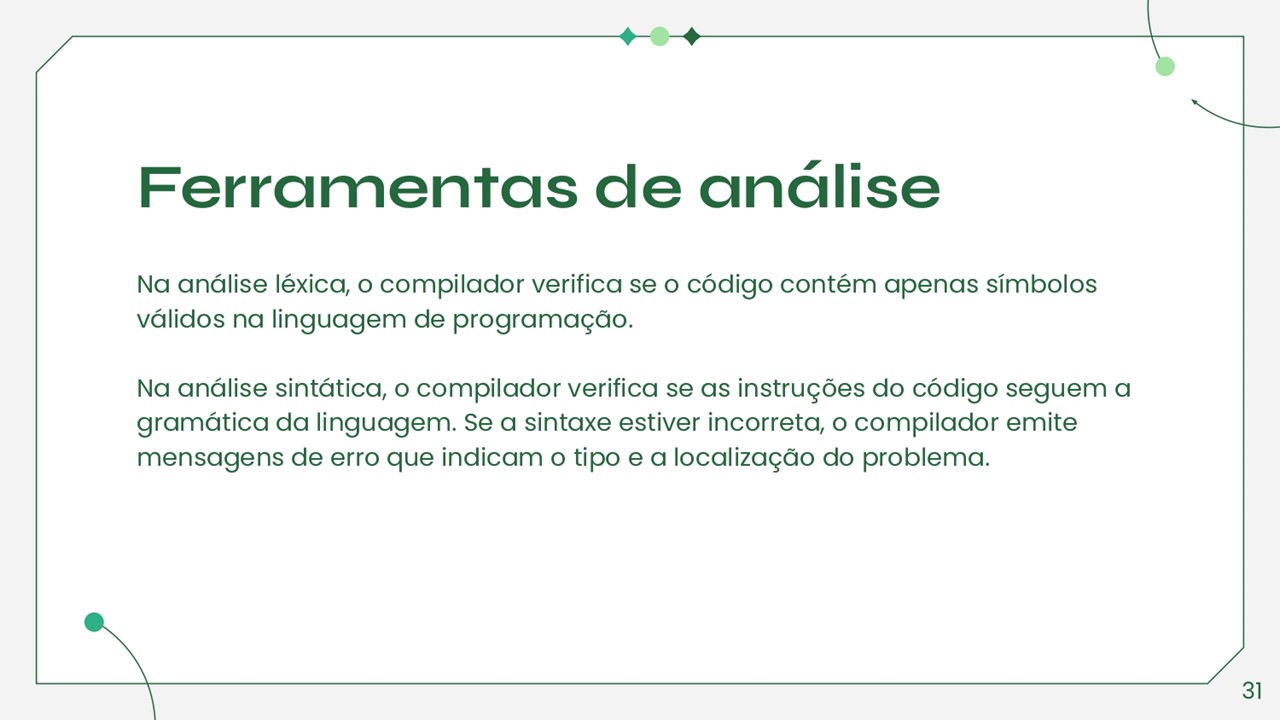 Ferramentas de análise
Na análise léxica, o compilador verifica se o código contém apenas símbolos
válidos na linguagem de programação.
Na análise sintática, o compilador verifica se as instruções do código seguem a
gramática da linguagem. Se a sintaxe estiver incorreta, o compilador emite
mensagens de erro que indicam o tipo e a localização do problema.
31